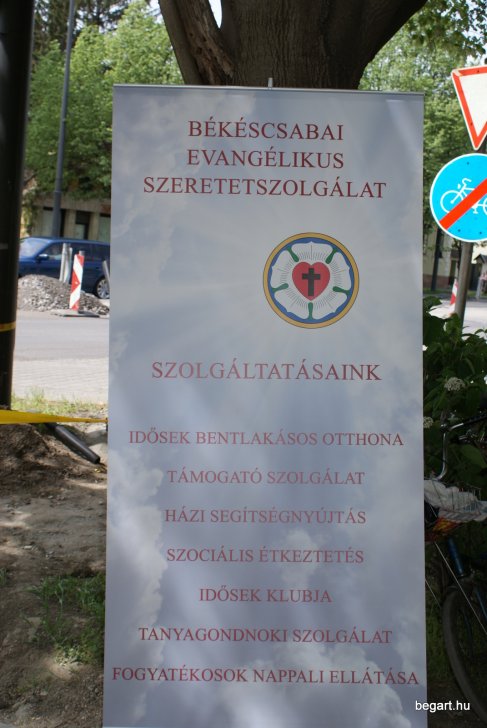 BÉKÉSCSABAI
EVANGÉLIKUS
SZERETETSZOLGÁLAT
SZOLGÁLTATÁSAINK
IDŐSEK BENTLAKÁSOS OTTHONA
TÁMOGATÓ SZOLGÁLAT
HÁZI SEGÍTSÉGNYÚJTÁS
SZOCIÁLIS ÉTKEZTETÉS
IDŐSEK KLUBJA
TANYAGONDNOKI SZOLGÁLAT
FOGYATÉKOSOK NAPPALI ELLÁTÁSA
begart.hu